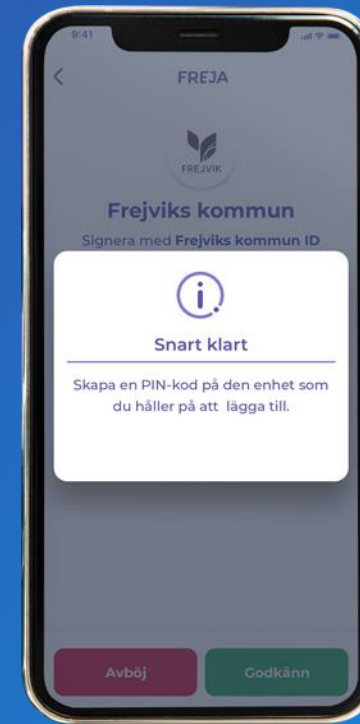 9:41
FREJA
FREJVIK
Frejviks kommun
Signera med Frejviks kommun ID
Snart klart
Skapa en PIN-kod på den enhet som
du håller på att lägga till.
Avböj
Godkänn